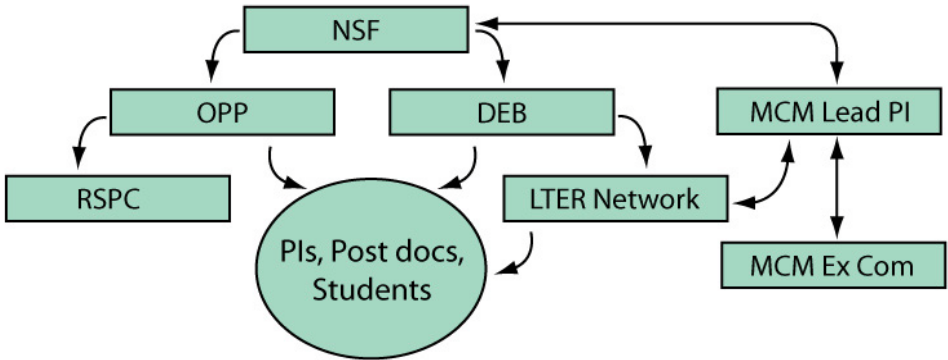 NSF
OPP
DEB
MCM Lead PI
RSPC
LTER Network
PIs, Post docs,
Students
MCM Ex Com